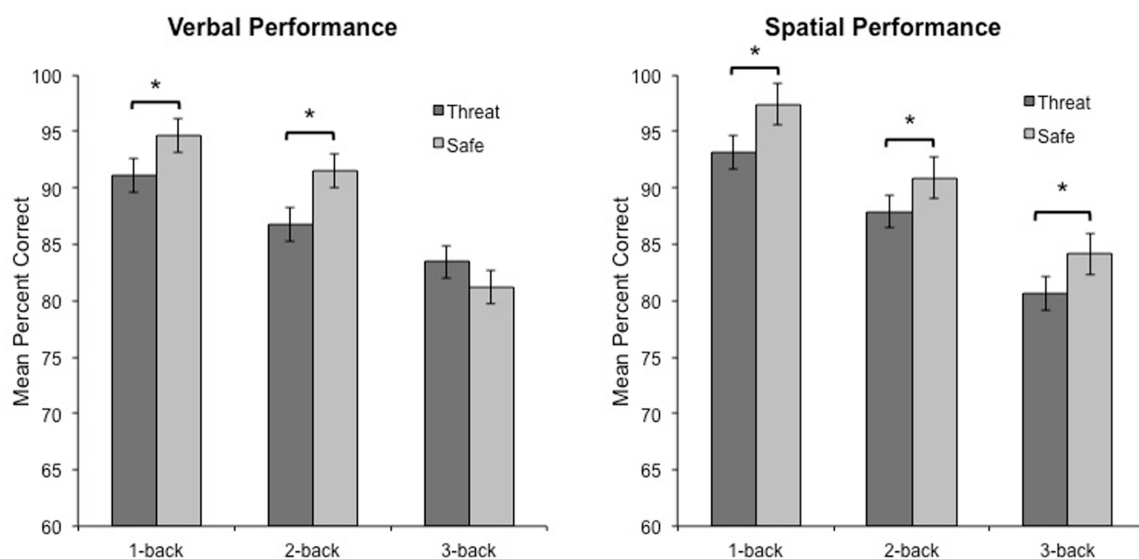 Verbal Performance
Mean Percent Correct
100
95
90
85
80
75
70
65
60
*
*
Threat
Safe
1-back
2-back
3-back
Spatial Performance
Mean Percent Correct
100
95
90
85
80
75
70
65
60
*
*
*
Threat
Safe
1-back
2-back
3-back